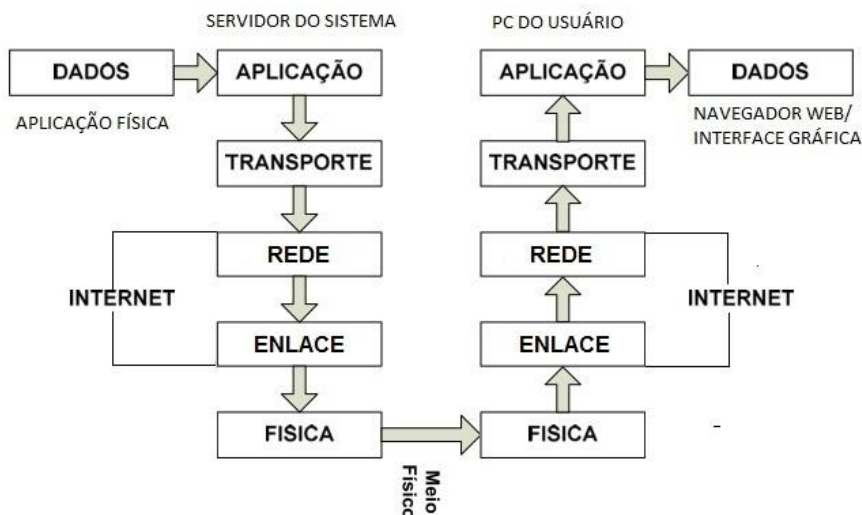 SERVIDOR DO SISTEMA
PC DO USUÁRIO
DADOS
APLICAÇÃO
APLICAÇÃO
DADOS
APLICAÇÃO FÍSICA
NAVEGADOR WEB/
INTERFACE GRÁFICA
TRANSPORTE
TRANSPORTE
REDE
REDE
INTERNET
INTERNET
ENLACE
ENLACE
FISICA
FISICA
Meio
Físico